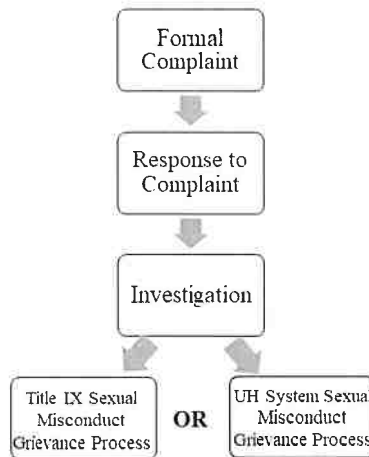 Formal
Complaint
Response to
Complaint
Investigation
Title IX Sexual
Misconduct
Grievance Process
OR
UH System Sexual
Misconduct
Grievance Process